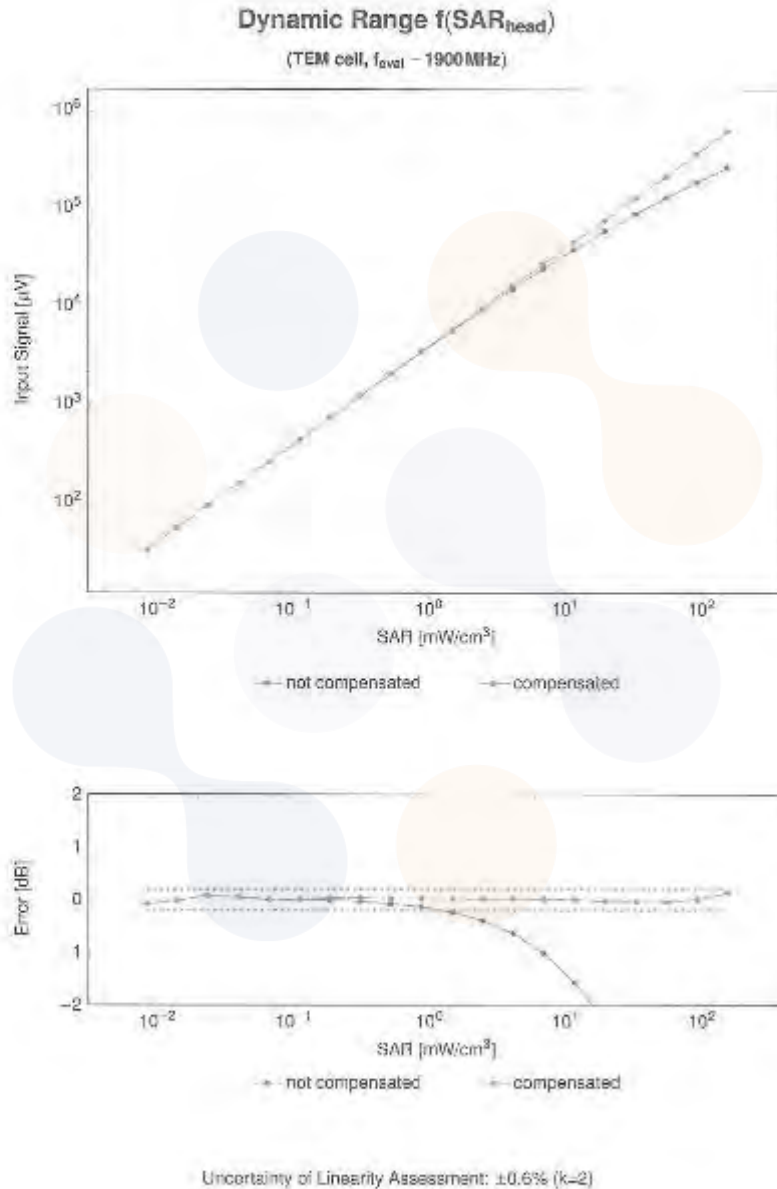 Dynamic Range f(SAR_head)
(TEM cell, f_eval = 1900MHz)
Input Signal [µV]
10^6
10^5
10^4
10^3
10^2
10^-2 10^-1 10^0 10^1 10^2
SAR [mW/cm^3]
not compensated compensated
Error [dB]
2
1
0
1
-2
10^-2 10^-1 10^0 10^1 10^2
SAR [mW/cm^3]
not compensated compensated
Uncertainty of Linearity Assessment: ±0.6% (k=2)